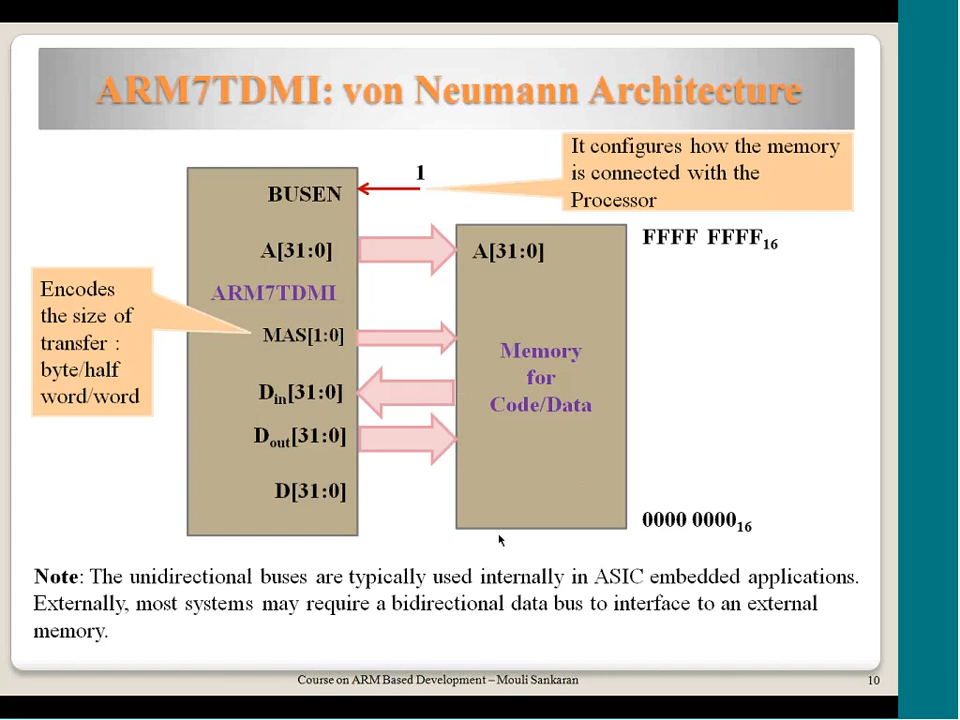 ARM7TDMI: von Neumann Architecture
It configures how the memory
is connected with the
Processor
1
BUSEN
A[31:0]
A[31:0]
FFFF FFFF₁₆
Encodes
the size of
transfer :
byte/half
word/word
ARM7TDMI
MAS[1:0]
Memory
for
Code/Data
Dᵢₙ[31:0]
Dₒᵤₜ[31:0]
D[31:0]
0000 0000₁₆
Note: The unidirectional buses are typically used internally in ASIC embedded applications.
Externally, most systems may require a bidirectional data bus to interface to an external
memory.
Course on ARM Based Development – Mouli Sankaran
10